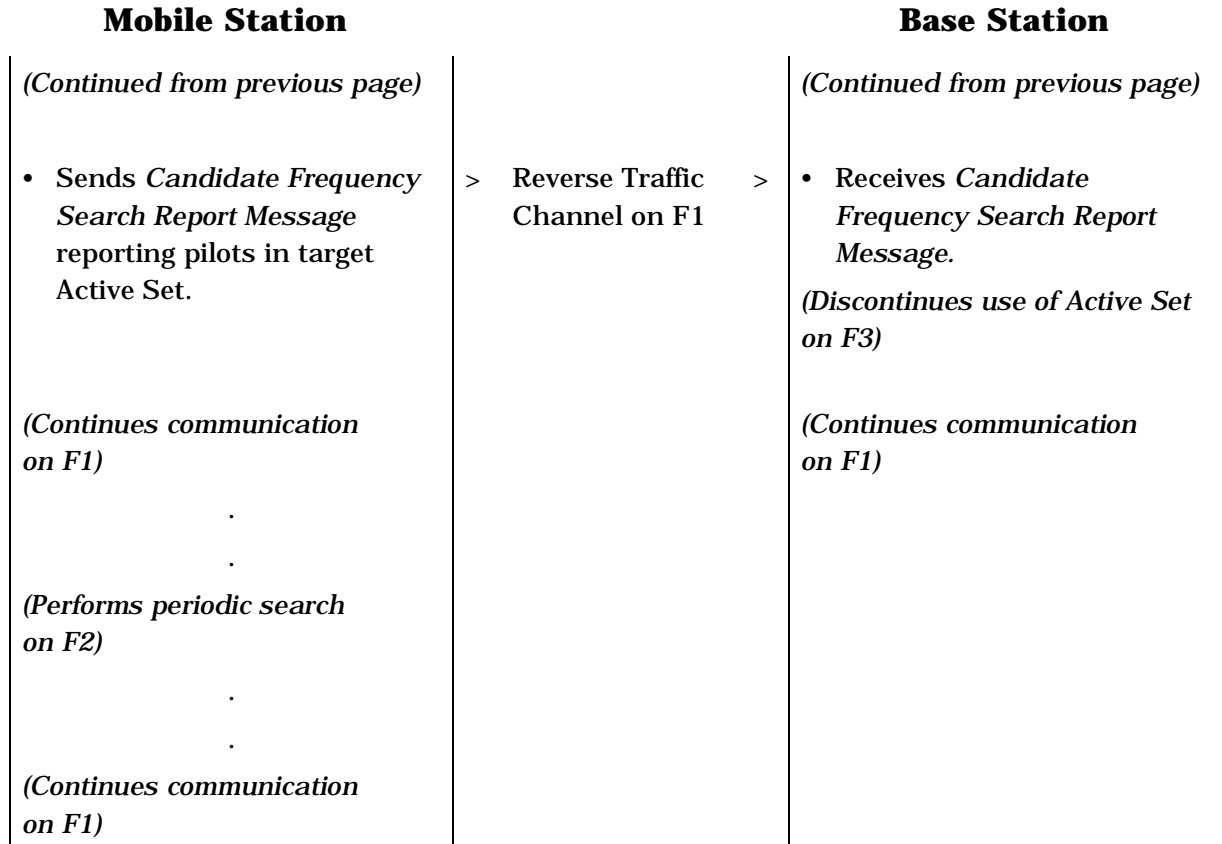 Mobile Station
Base Station
(Continued from previous page)
(Continued from previous page)
• Sends Candidate Frequency
Search Report Message
reporting pilots in target
Active Set.
> Reverse Traffic >
Channel on F1
• Receives Candidate
Frequency Search Report
Message.
(Discontinues use of Active Set
on F3)
(Continues communication
on F1)
(Continues communication
on F1)
.
.
(Performs periodic search
on F2)
.
.
(Continues communication
on F1)